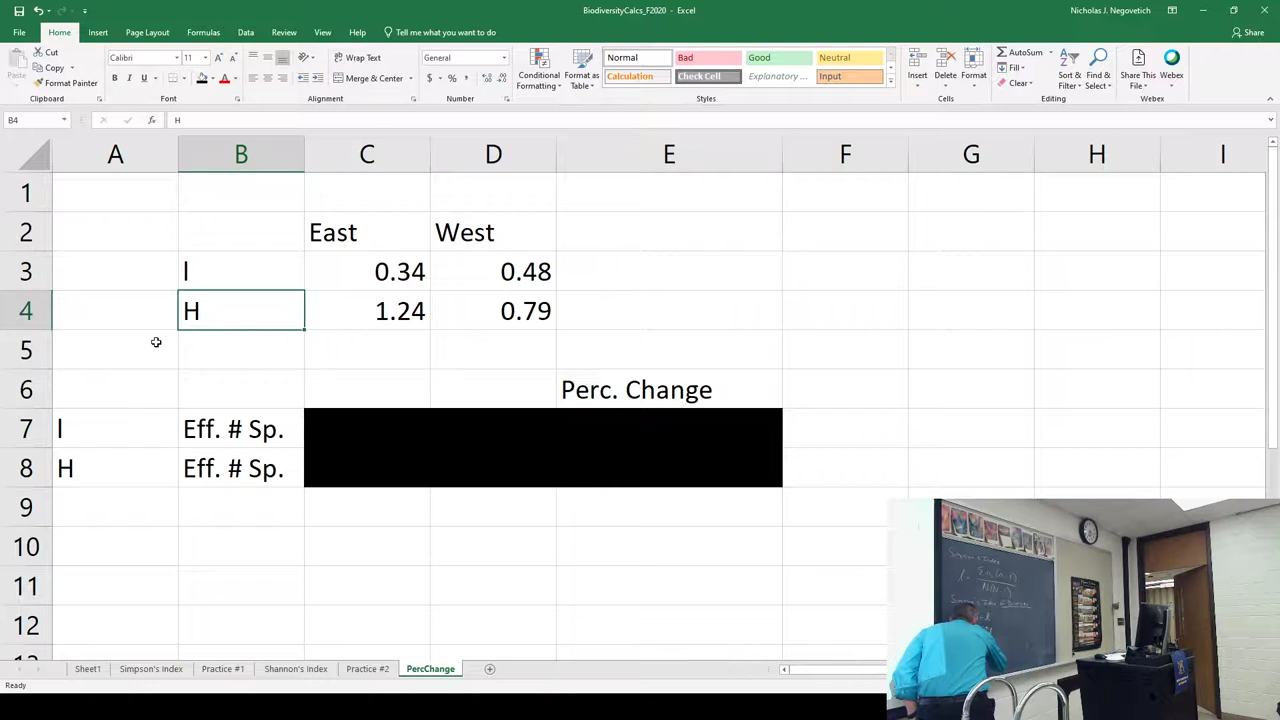 BiodiversityCalcs_F2020 - Excel
Nicholas J. Negovetich
File Home Insert Page Layout Formulas Data Review View Help Tell me what you want to do Share
Paste Cut Copy Format Painter Clipboard
Calibri 11 Font
Wrap Text Merge & Center Alignment
General Number
Conditional Formatting Format as Table
Normal Bad Good Neutral
Calculation Check Cell Explanatory ... Input
Styles
Insert Delete Format Cells
AutoSum Fill Clear Sort & Filter Find & Select Editing
Share This File Webex Webex
B4 fx H
A B C D E F G H I
1
2 East West
3 l 0.34 0.48
4 H 1.24 0.79
5
6 Perc. Change
7 l Eff. # Sp.
8 H Eff. # Sp.
9
10
11
12
13
Sheet1 Simpson's Index Practice #1 Shannon's Index Practice #2 PercChange
Ready